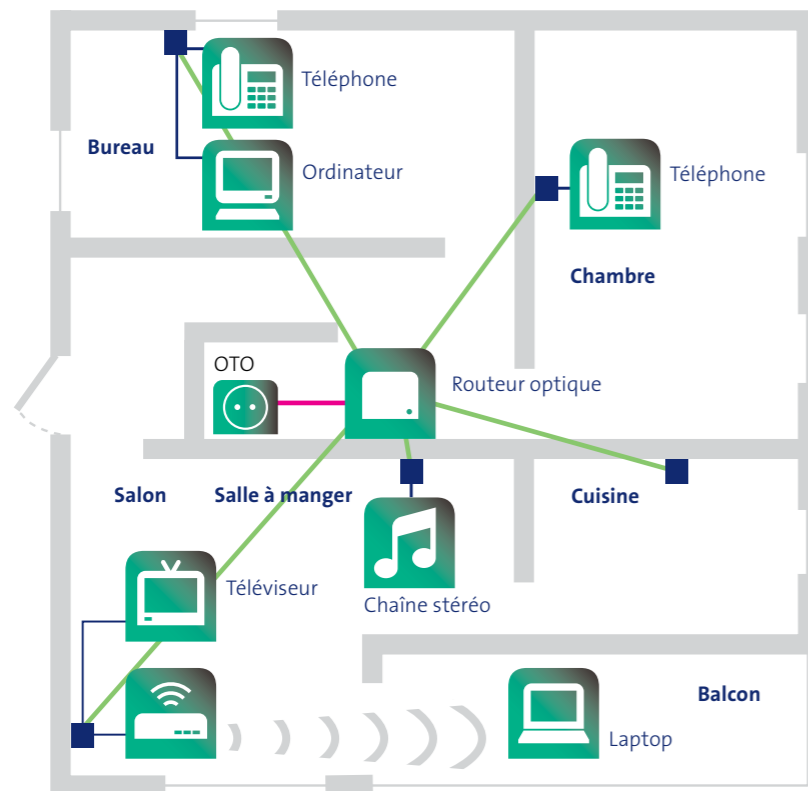 Téléphone
Bureau
Ordinateur
Téléphone
Chambre
OTO
Routeur optique
Salon
Salle à manger
Cuisine
Téléviseur
Chaîne stéréo
Balcon
Laptop